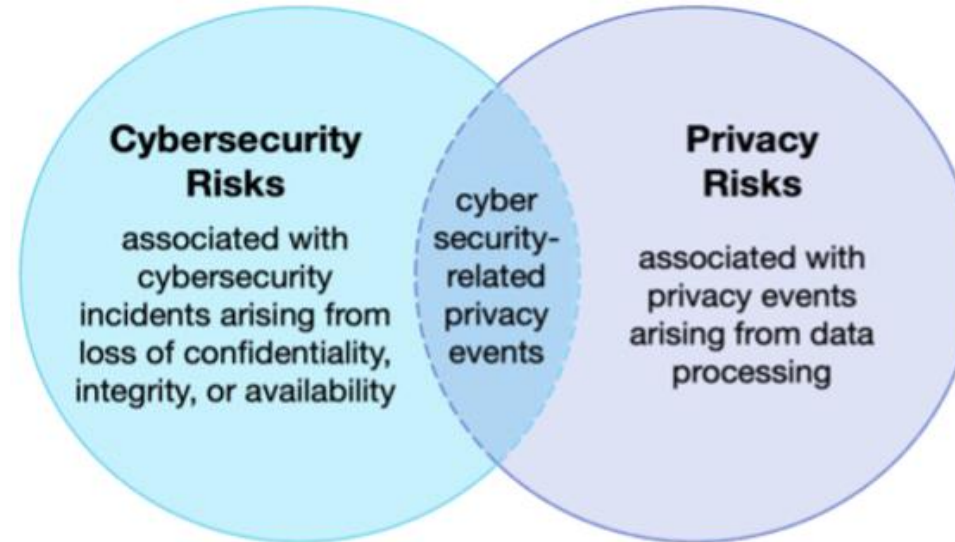 Cybersecurity
Risks
associated with
cybersecurity
incidents arising from
loss of confidentiality,
integrity, or availability
cyber
security-
related
privacy
events
Privacy
Risks
associated with
privacy events
arising from data
processing